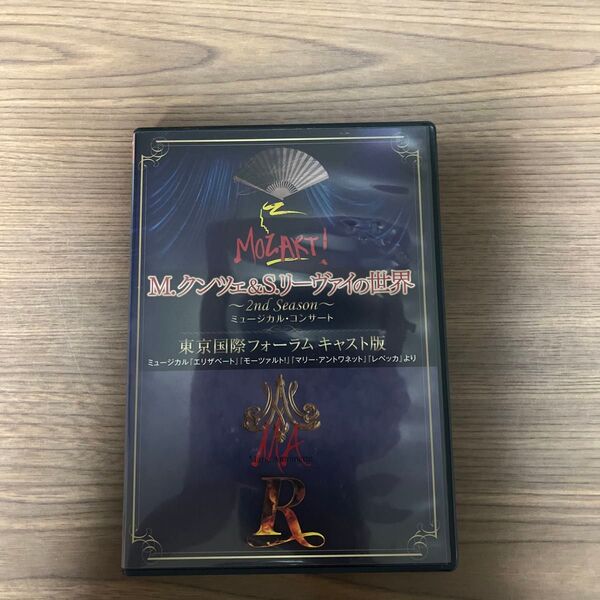 MOZART!
M.クンツェ&S.リーヴァイの世界
～2nd Season～
ミュージカル・コンサート
東京国際フォーラム キャスト版
ミュージカル「エリザベート」「モーツァルト!」「マリー・アントワネット」「レベッカ」より
MA
R